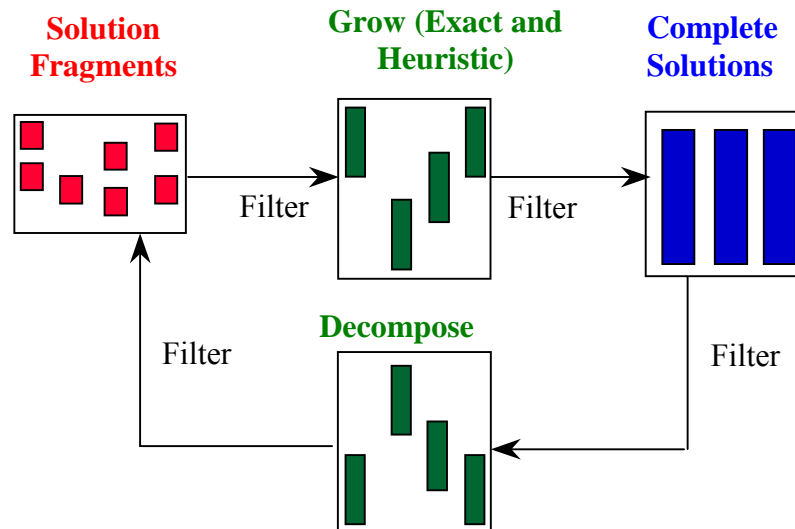 Solution
Fragments
Grow (Exact and
Heuristic)
Complete
Solutions
Filter
Filter
Decompose
Filter
Filter